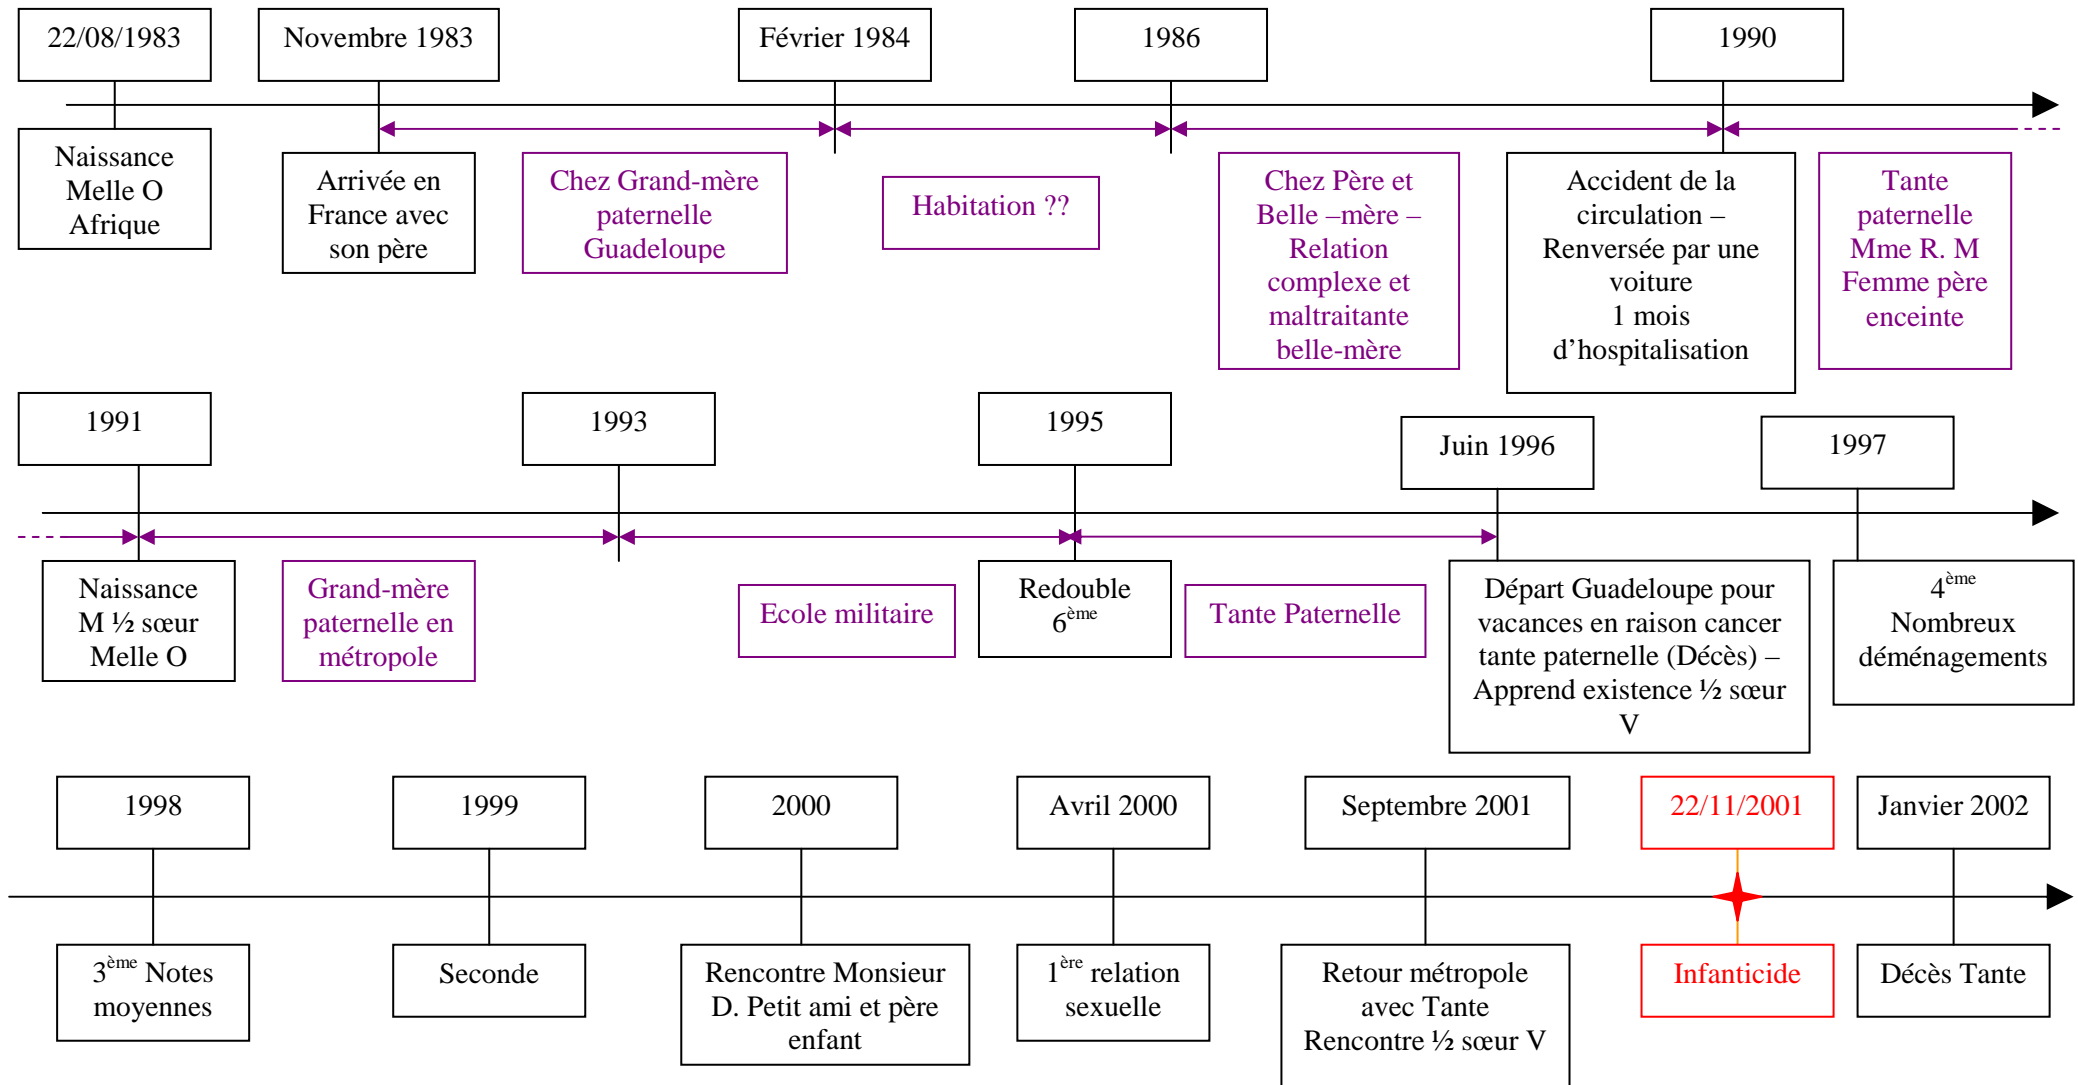 22/08/1983
Novembre 1983
Février 1984
1986
1990
Naissance
Melle O
Afrique
Arrivée en
France avec
son père
Chez Grand-mère
paternelle
Guadeloupe
Habitation ??
Chez Père et
Belle –mère –
Relation
complexe et
maltraitante
belle-mère
Accident de la
circulation –
Renversée par une
voiture
1 mois
d’hospitalisation
Tante
paternelle
Mme R. M
Femme père
enceinte
1991
1993
1995
Juin 1996
1997
Naissance
M ½ sœur
Melle O
Grand-mère
paternelle en
métropole
Ecole militaire
Redouble
6ème
Tante Paternelle
Départ Guadeloupe pour
vacances en raison cancer
tante paternelle (Décès) –
Apprend existence ½ sœur
V
4ème
Nombreux
déménagements
1998
1999
2000
Avril 2000
Septembre 2001
22/11/2001
Janvier 2002
3ème Notes
moyennes
Seconde
Rencontre Monsieur
D. Petit ami et père
enfant
1ère relation
sexuelle
Retour métropole
avec Tante
Rencontre ½ sœur V
Infanticide
Décès Tante